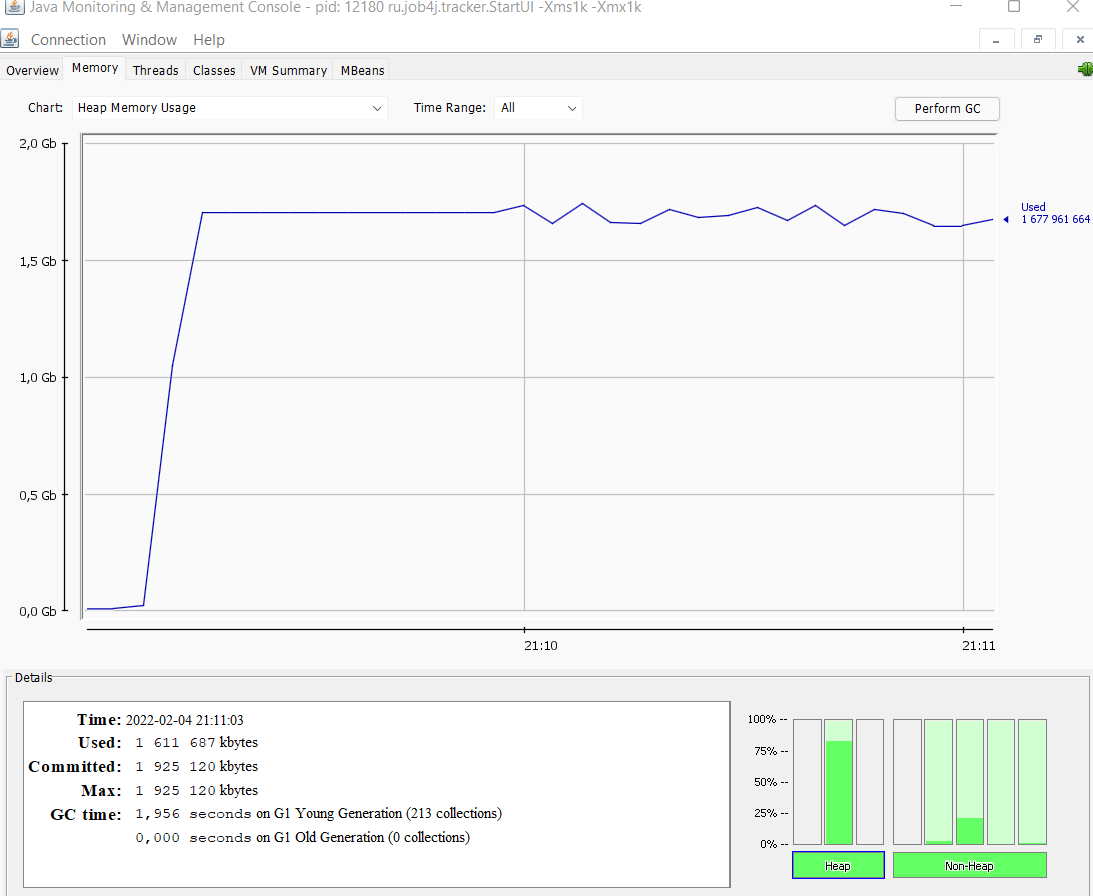 Java Monitoring & Management Console - pid: 12180 ru.job4j.tracker.StartUI -Xms1k -Xmx1k
Connection Window Help
Overview Memory Threads Classes VM Summary MBeans
Chart: Heap Memory Usage Time Range: All Perform GC
2,0 Gb
Used
1 677 961 664
1,5 Gb
1,0 Gb
0,5 Gb
0,0 Gb
21:10 21:11
Details
Time: 2022-02-04 21:11:03
Used: 1 611 687 kbytes
Committed: 1 925 120 kbytes
Max: 1 925 120 kbytes
GC time: 1,956 seconds on G1 Young Generation (213 collections)
0,000 seconds on G1 Old Generation (0 collections)
100% --
75% --
50% --
25% --
0% --
Heap Non-Heap